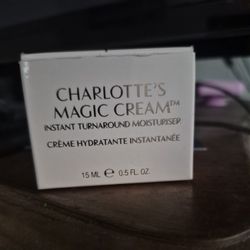 CHARLOTTE'S
MAGIC CREAM™
INSTANT TURNAROUND MOISTURISER
CRÈME HYDRATANTE INSTANTANÉE
15 ML ℮ 0.5 FL. OZ.